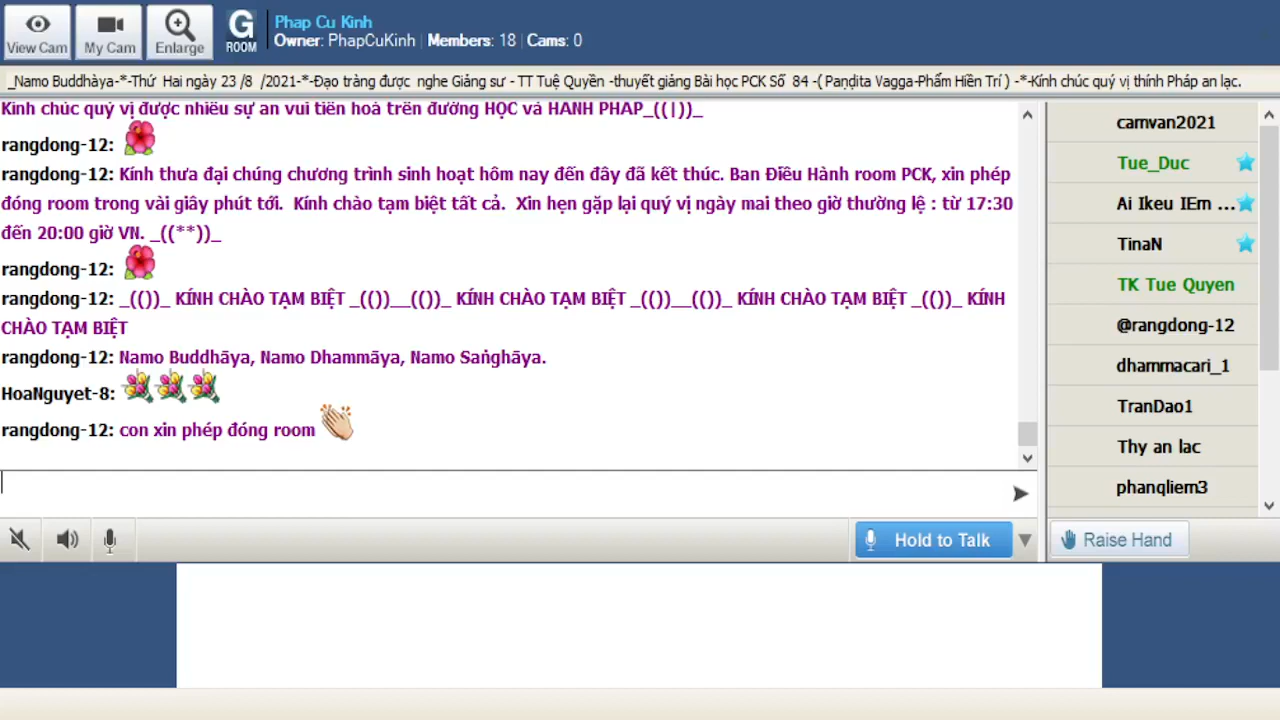 View Cam
My Cam
Enlarge
G
ROOM
Phap Cu Kinh
Owner: PhapCuKinh Members: 18 Cams: 0
_Namo Buddhàya-*-Thứ Hai ngày 23 /8 /2021-*-Đạo tràng được nghe Giảng sư - TT Tuệ Quyền -thuyết giảng Bài học PCK Số 84 -( Paṇḍita Vagga-Phẩm Hiền Trí ) -*-Kính chúc quý vị thính Pháp an lạc.
Kính chúc quý vị được nhiều sự an vui tiến hoá trên đường HỌC và HÀNH PHÁP_((|))_
rangdong-12:
rangdong-12: Kính thưa đại chúng chương trình sinh hoạt hôm nay đến đây đã kết thúc. Ban Điều Hành room PCK, xin phép
đóng room trong vài giây phút tới. Kính chào tạm biệt tất cả. Xin hẹn gặp lại quý vị ngày mai theo giờ thường lệ : từ 17:30
đến 20:00 giờ VN. _((**))_
rangdong-12:
rangdong-12: _(())_ KÍNH CHÀO TẠM BIỆT _(())__(())_ KÍNH CHÀO TẠM BIỆT _(())__(())_ KÍNH CHÀO TẠM BIỆT _(())_ KÍNH
CHÀO TẠM BIỆT
rangdong-12: Namo Buddhāya, Namo Dhammāya, Namo Saṅghāya.
HoaNguyet-8:
rangdong-12: con xin phép đóng room
Hold to Talk
camvan2021
Tue_Duc
Ai Ikeu IEm ...
TinaN
TK Tue Quyen
@rangdong-12
dhammacari_1
TranDao1
Thy an lac
phanqliem3
Raise Hand